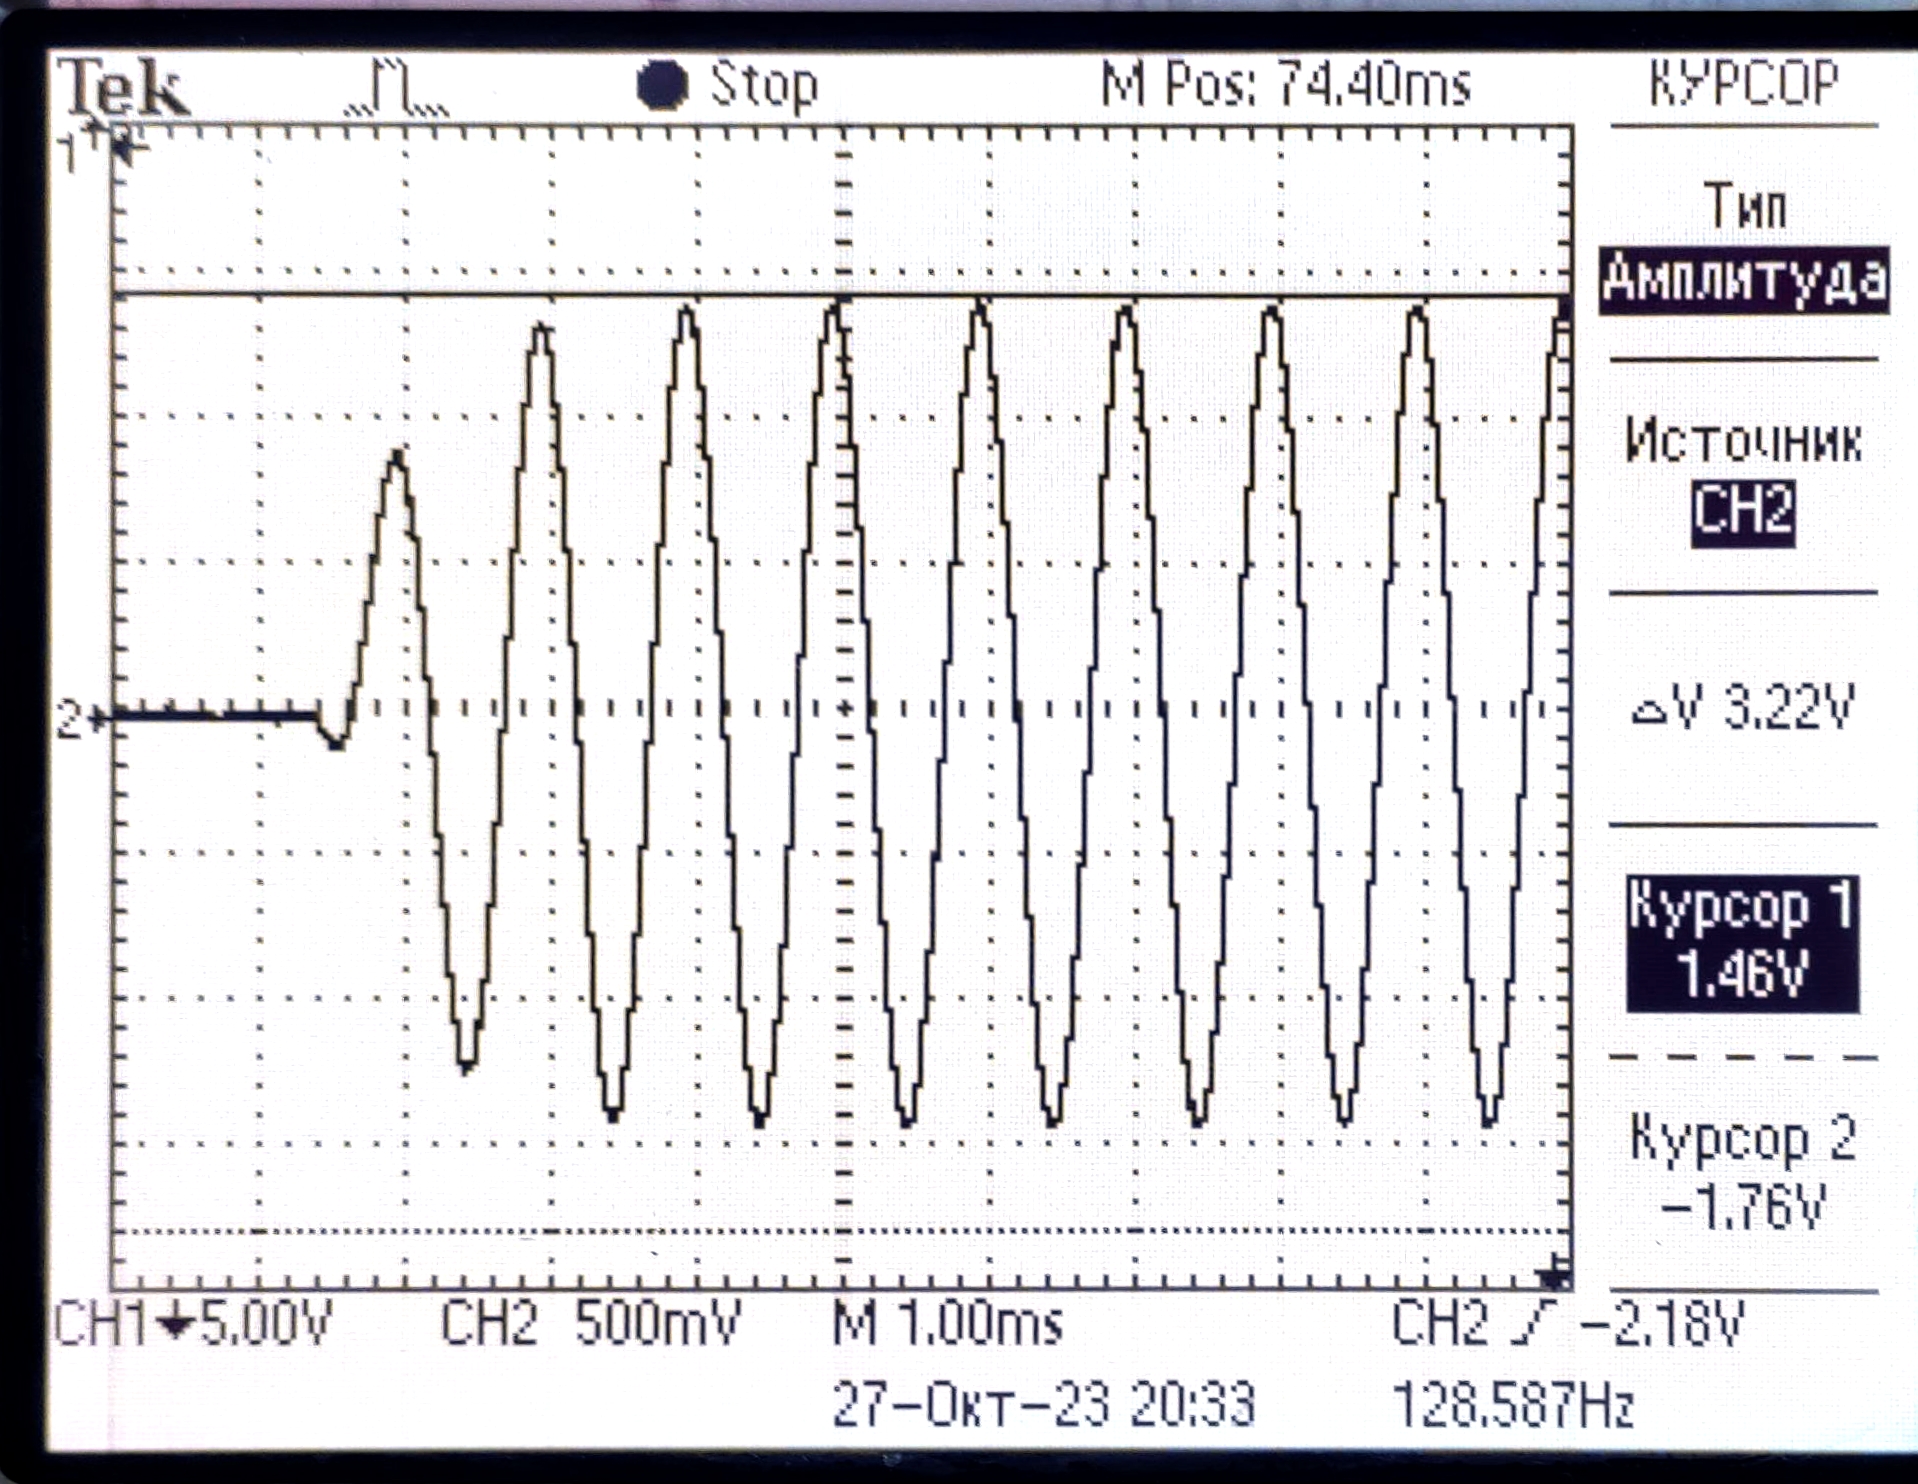 Tek Stop M Pos: 74.40ms КУРСОР
1
Тип
Амплитуда
Источник
CH2
2
△V 3.22V
Курсор 1
1.46V
Курсор 2
-1.76V
CH1 5.00V CH2 500mV M 1.00ms CH2 -2.18V
27-Окт-23 20:33 128.587Hz